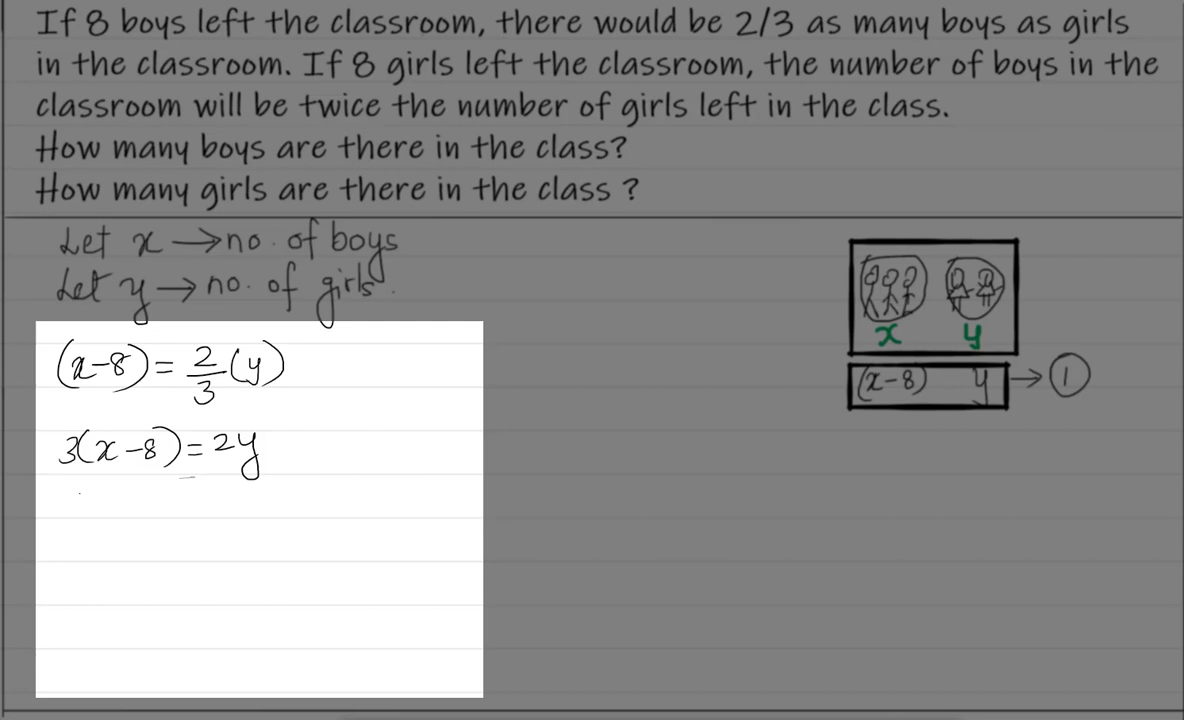 If 8 boys left the classroom, there would be 2/3 as many boys as girls
in the classroom. If 8 girls left the classroom, the number of boys in the
classroom will be twice the number of girls left in the class.
How many boys are there in the class?
How many girls are there in the class ?
Let x → no. of boys
Let y → no. of girls.
x y
(x-8) = 2/3 (y)
(x-8) y → 1
3(x-8) = 2y